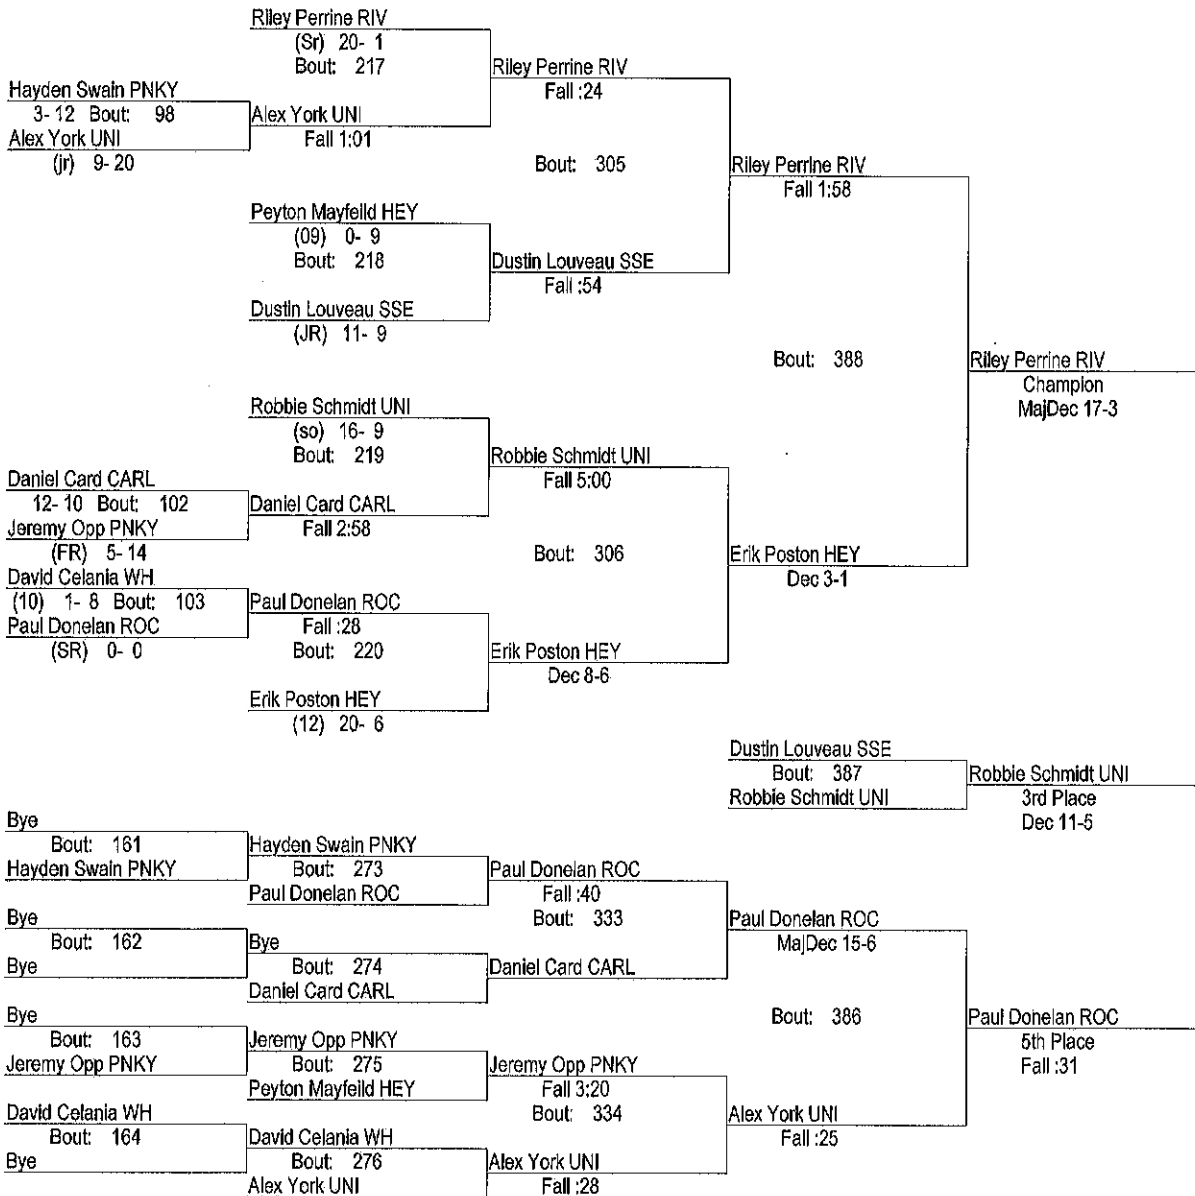 Riley Perrine RIV
(Sr) 20- 1
Bout: 217
Riley Perrine RIV
Fall :24
Hayden Swain PNKY
3- 12 Bout: 98
Alex York UNI
Alex York UNI
Fall 1:01
(jr) 9- 20
Bout: 305
Riley Perrine RIV
Fall 1:58
Peyton Mayfeild HEY
(09) 0- 9
Bout: 218
Dustin Louveau SSE
Fall :54
Dustin Louveau SSE
(JR) 11- 9
Bout: 388
Riley Perrine RIV
Champion
MajDec 17-3
Robbie Schmidt UNI
(so) 16- 9
Bout: 219
Robbie Schmidt UNI
Fall 5:00
Daniel Card CARL
12- 10 Bout: 102
Daniel Card CARL
Jeremy Opp PNKY
Fall 2:58
(FR) 5- 14
Bout: 306
Erik Poston HEY
Dec 3-1
David Celania WH
(10) 1- 8 Bout: 103
Paul Donelan ROC
Paul Donelan ROC
Fall :28
(SR) 0- 0
Bout: 220
Erik Poston HEY
Dec 8-6
Erik Poston HEY
(12) 20- 6
Dustin Louveau SSE
Bout: 387
Robbie Schmidt UNI
Robbie Schmidt UNI
3rd Place
Dec 11-5
Bye
Bout: 161
Hayden Swain PNKY
Hayden Swain PNKY
Bout: 273
Paul Donelan ROC
Paul Donelan ROC
Fall :40
Bout: 333
Paul Donelan ROC
MajDec 15-6
Bye
Bout: 162
Bye
Bye
Bout: 274
Daniel Card CARL
Daniel Card CARL
Bout: 386
Paul Donelan ROC
5th Place
Fall :31
Bye
Bout: 163
Jeremy Opp PNKY
Jeremy Opp PNKY
Bout: 275
Peyton Mayfeild HEY
Jeremy Opp PNKY
Fall 3:20
Bout: 334
Alex York UNI
Fall :25
David Celania WH
Bout: 164
Bye
David Celania WH
Bout: 276
Alex York UNI
Alex York UNI
Fall :28